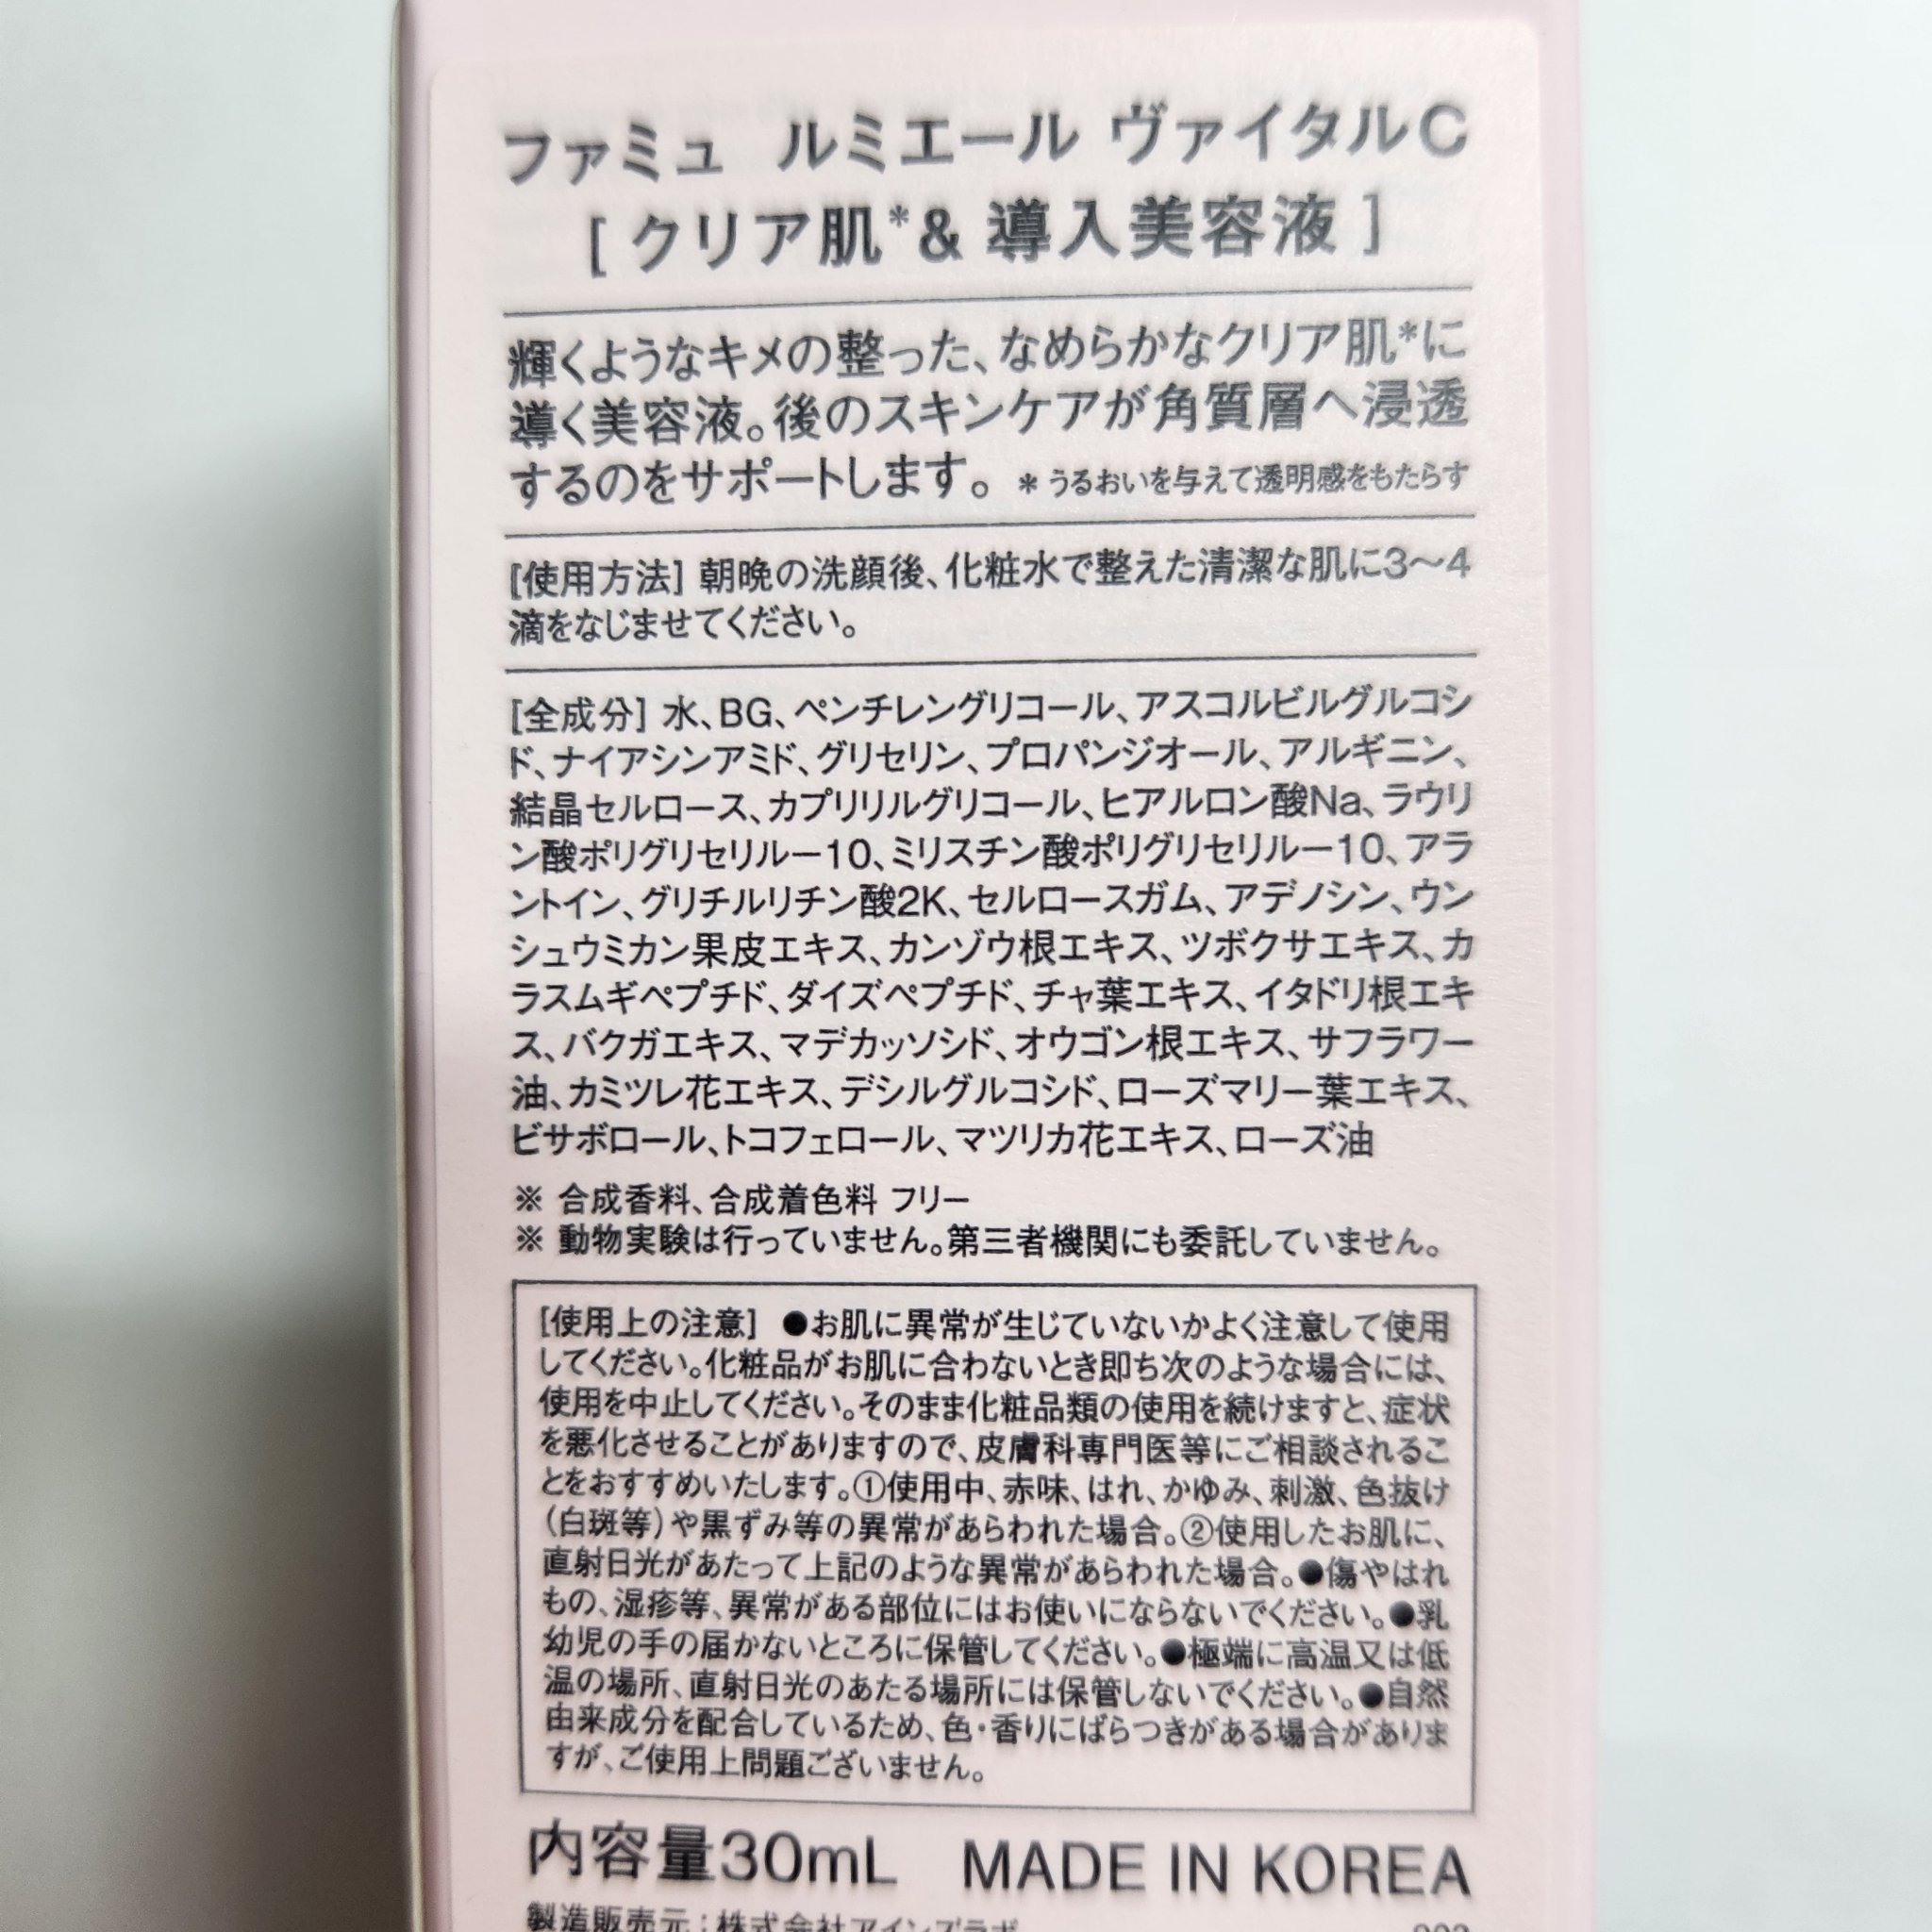 ファミュ ルミエール ヴァイタルC
[ クリア肌*& 導入美容液 ]
輝くようなキメの整った、なめらかなクリア肌*に
導く美容液。後のスキンケアが角質層へ浸透
するのをサポートします。 * うるおいを与えて透明感をもたらす
[使用方法] 朝晩の洗顔後、化粧水で整えた清潔な肌に3〜4
滴をなじませてください。
[全成分] 水、BG、ペンチレングリコール、アスコルビルグルコシ
ド、ナイアシンアミド、グリセリン、プロパンジオール、アルギニン、
結晶セルロース、カプリリルグリコール、ヒアルロン酸Na、ラウリ
ン酸ポリグリセリルー10、ミリスチン酸ポリグリセリルー10、アラ
ントイン、グリチルリチン酸2K、セルロースガム、アデノシン、ウン
シュウミカン果皮エキス、カンゾウ根エキス、ツボクサエキス、カ
ラスムギペプチド、ダイズペプチド、チャ葉エキス、イタドリ根エキ
ス、バクガエキス、マデカッソシド、オウゴン根エキス、サフラワー
油、カミツレ花エキス、デシルグルコシド、ローズマリー葉エキス、
ビサボロール、トコフェロール、マツリカ花エキス、ローズ油
※ 合成香料、合成着色料 フリー
※ 動物実験は行っていません。第三者機関にも委託していません。
[使用上の注意] ●お肌に異常が生じていないかよく注意して使用
してください。化粧品がお肌に合わないとき即ち次のような場合には、
使用を中止してください。そのまま化粧品類の使用を続けますと、症状
を悪化させることがありますので、皮膚科専門医等にご相談されるこ
とをおすすめいたします。①使用中、赤味、はれ、かゆみ、刺激、色抜け
(白斑等)や黒ずみ等の異常があらわれた場合。②使用したお肌に、
直射日光があたって上記のような異常があらわれた場合。●傷やはれ
もの、湿疹等、異常がある部位にはお使いにならないでください。●乳
幼児の手の届かないところに保管してください。●極端に高温又は低
温の場所、直射日光のあたる場所には保管しないでください。●自然
由来成分を配合しているため、色・香りにばらつきがある場合がありま
すが、ご使用上問題ございません。
内容量30mL MADE IN KOREA
製造販売元：株式会社アインズラボ